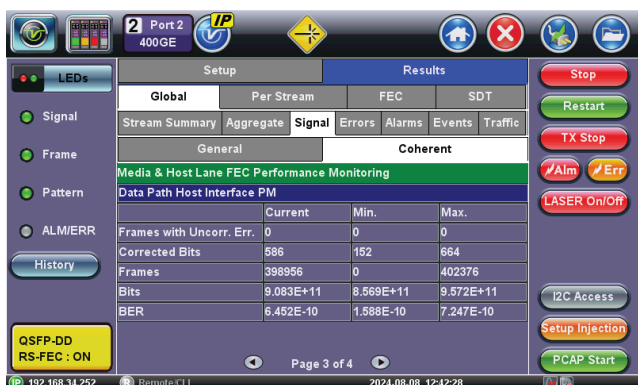 2 Port 2
400GE
IP
LEDs
Signal
Frame
Pattern
ALM/ERR
History
QSFP-DD
RS-FEC : ON
Setup Results
Global Per Stream FEC SDT
Stream Summary Aggregate Signal Errors Alarms Events Traffic
General Coherent
Media & Host Lane FEC Performance Monitoring
Data Path Host Interface PM
Current Min. Max.
Frames with Uncorr. Err. 0 0 0
Corrected Bits 586 152 664
Frames 398956 0 402376
Bits 9.083E+11 8.569E+11 9.572E+11
BER 6.452E-10 1.588E-10 7.247E-10
Page 3 of 4
Stop
Restart
TX Stop
Alm Err
LASER On/Off
I2C Access
Setup Injection
PCAP Start
IP 192.168.34.252 R Remote/CLI 2024.08.08 12:42:28